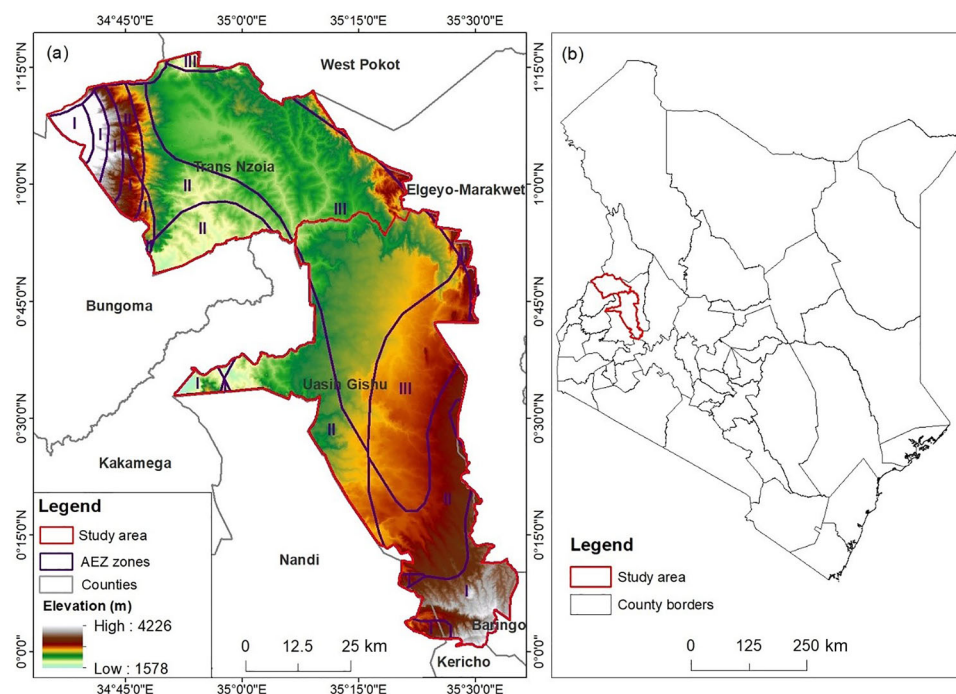 34°45'0"E 35°0'0"E 35°15'0"E 35°30'0"E
(a)
(b)
1°15'0"N 1°15'0"N
III
West Pokot
I
I
I
II
Trans Nzoia
II
1°0'0"N 1°0'0"N
Elgeyo-Marakwet
III
II
II
0°45'0"N 0°45'0"N
Bungoma
I
Uasin Gishu
III
0°30'0"N 0°30'0"N
II
Kakamega
II
Legend
Study area
AEZ zones
Counties
Elevation (m)
High : 4226
Low : 1578
0°15'0"N 0°15'0"N
Nandi
I
Baringo
0 12.5 25 km
Kericho
0°0'0" 0°0'0"
34°45'0"E 35°0'0"E 35°15'0"E 35°30'0"E
Legend
Study area
County borders
0 125 250 km